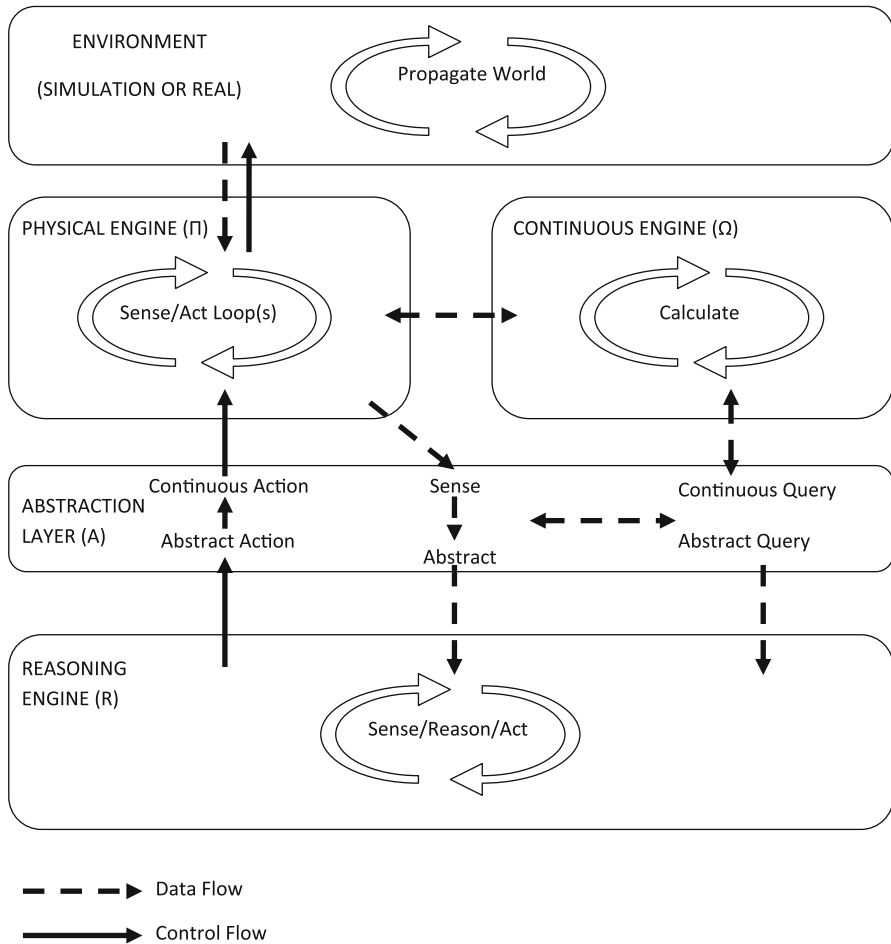 ENVIRONMENT
(SIMULATION OR REAL)
Propagate World
PHYSICAL ENGINE (Π)
Sense/Act Loop(s)
CONTINUOUS ENGINE (Ω)
Calculate
ABSTRACTION
LAYER (A)
Continuous Action
Abstract Action
Sense
Abstract
Continuous Query
Abstract Query
REASONING
ENGINE (R)
Sense/Reason/Act
Data Flow
Control Flow